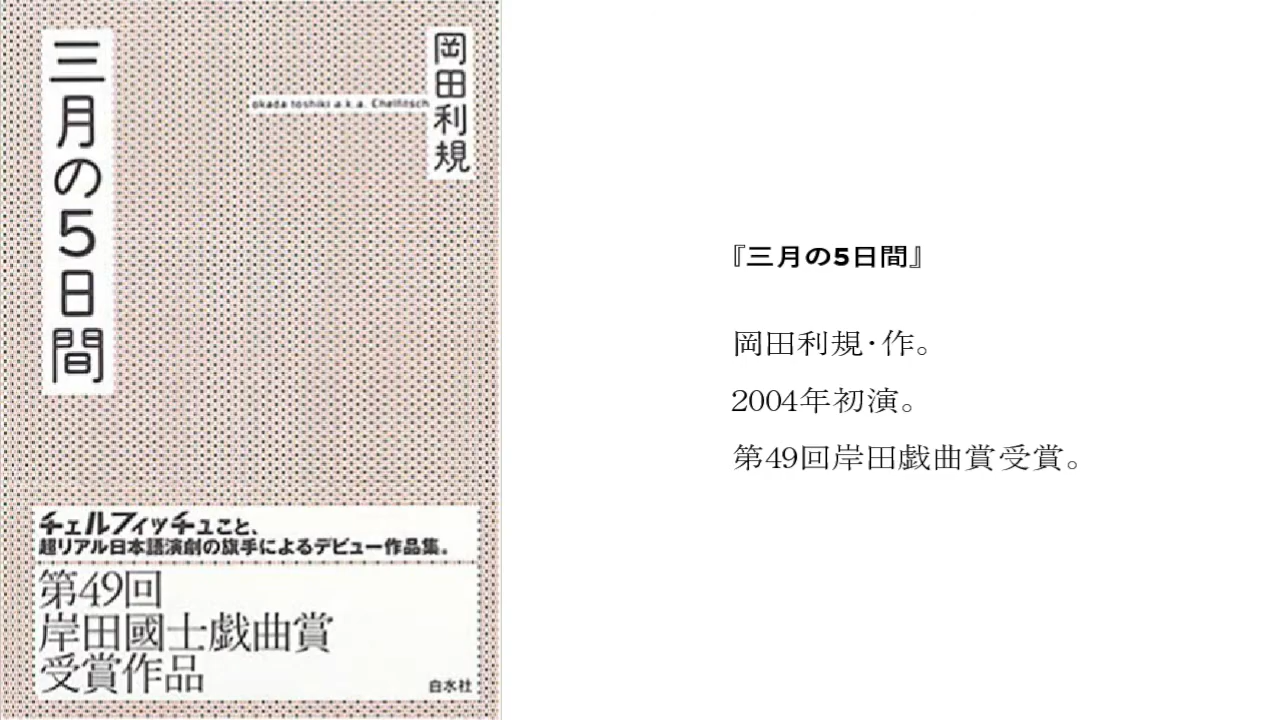 三月の5日間
岡田利規
okada toshiki a.k.a. Chelfitsch
チェルフィッチュこと、
超リアル日本語演劇の旗手によるデビュー作品集。
第49回
岸田國士戯曲賞
受賞作品
白水社
『三月の5日間』
岡田利規・作。
2004年初演。
第49回岸田戯曲賞受賞。